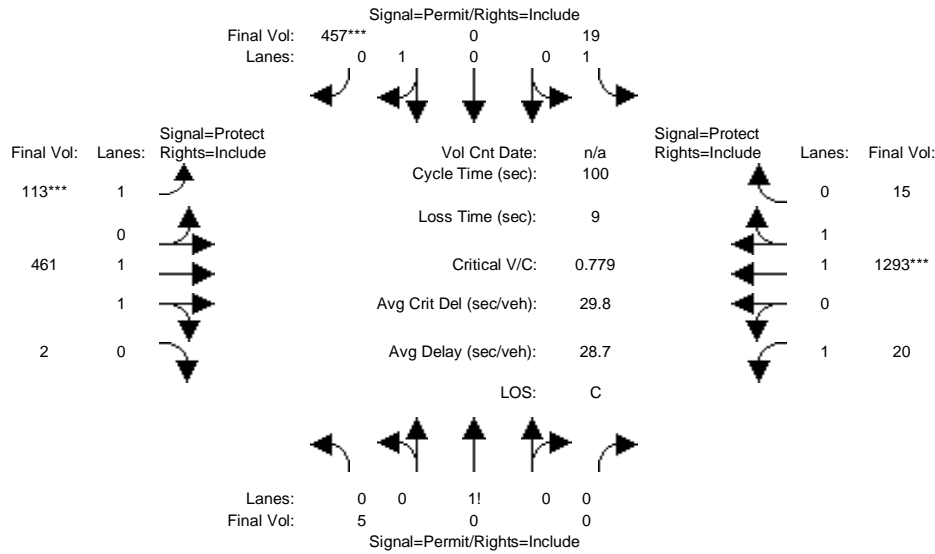 Signal=Permit/Rights=Include
Final Vol: 457*** 0 19
Lanes: 0 1 0 0 1
Signal=Protect Signal=Protect
Final Vol: Lanes: Rights=Include Vol Cnt Date: n/a Rights=Include Lanes: Final Vol:
Cycle Time (sec): 100
113*** 1 0 15
Loss Time (sec): 9
0 1
461 1 Critical V/C: 0.779 1 1293***
1 Avg Crit Del (sec/veh): 29.8 0
2 0 Avg Delay (sec/veh): 28.7 1 20
LOS: C
Lanes: 0 0 1! 0 0
Final Vol: 5 0 0
Signal=Permit/Rights=Include